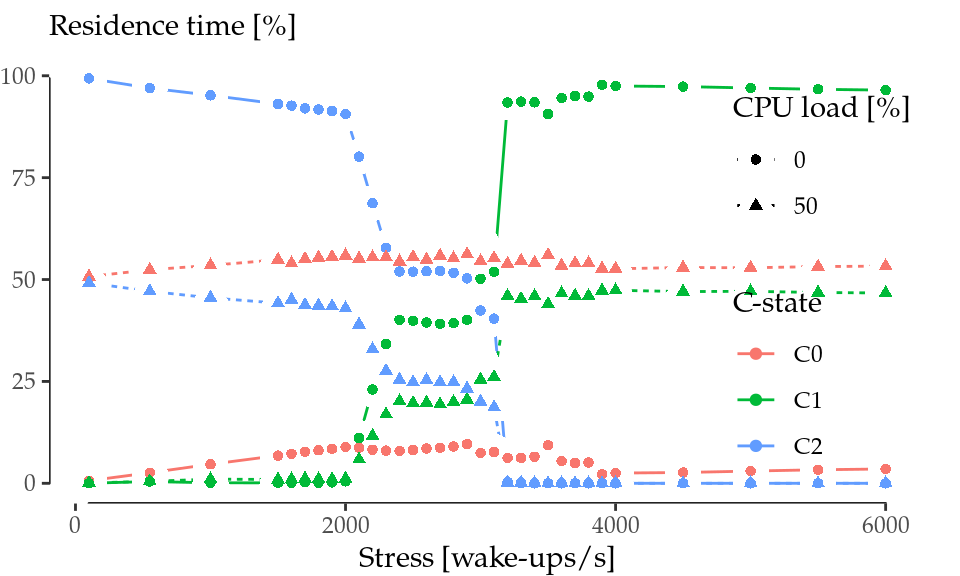 Residence time [%]
100
75
50
25
0
CPU load [%]
0
50
C-state
C0
C1
C2
0
2000
4000
6000
Stress [wake-ups/s]